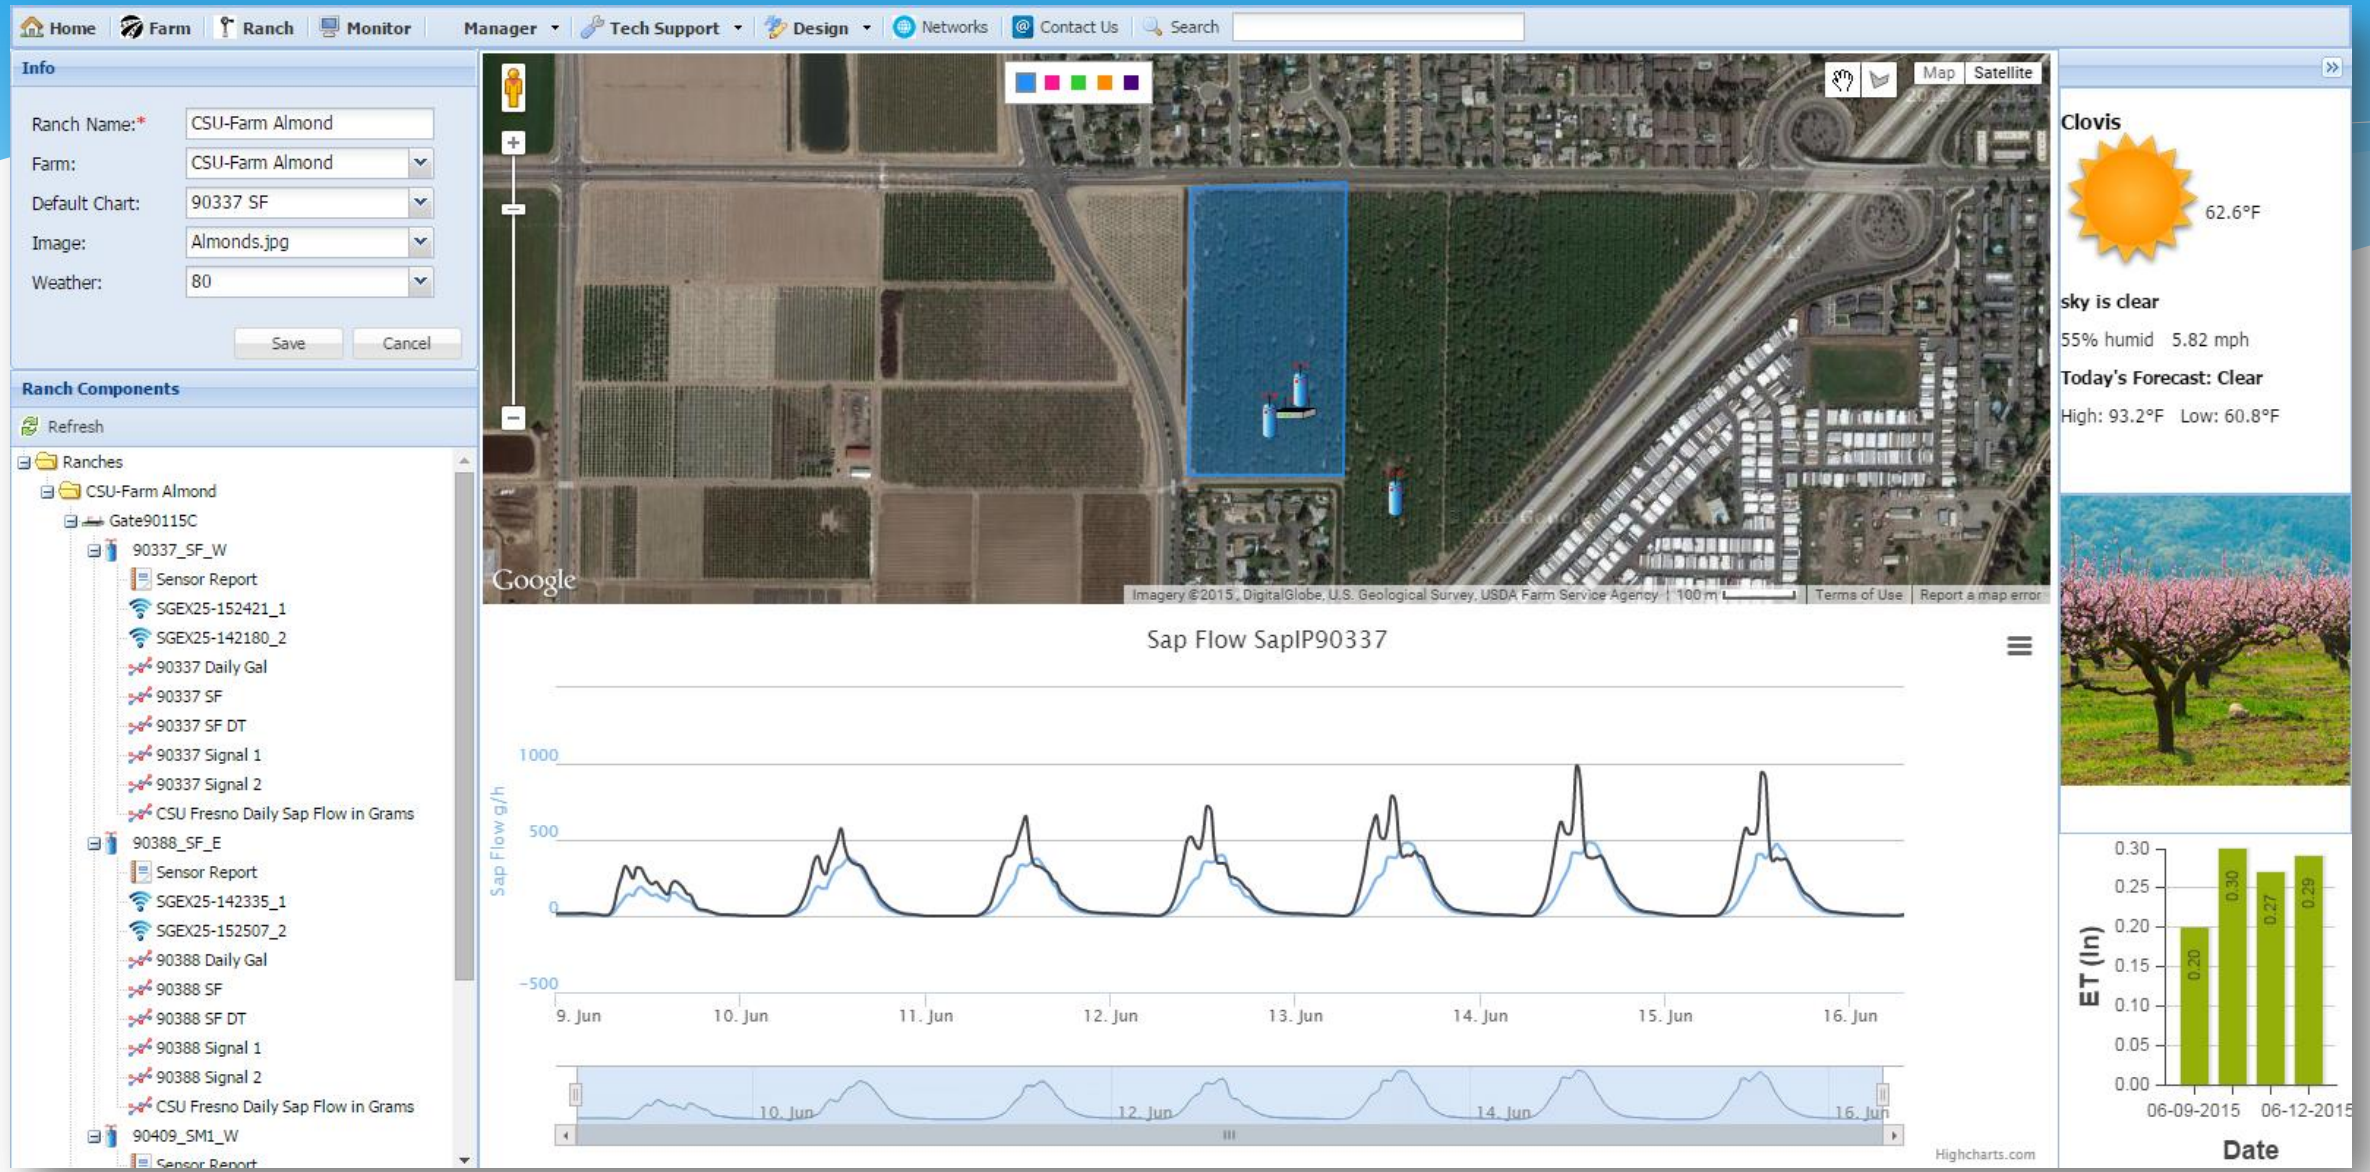 Home Farm Ranch Monitor Manager Tech Support Design Networks Contact Us Search
Info
Ranch Name:* CSU-Farm Almond
Farm: CSU-Farm Almond
Default Chart: 90337 SF
Image: Almonds.jpg
Weather: 80
Save Cancel
Ranch Components
Refresh
Ranches
CSU-Farm Almond
Gate90115C
90337_SF_W
Sensor Report
SGEX25-152421_1
SGEX25-142180_2
90337 Daily Gal
90337 SF
90337 SF DT
90337 Signal 1
90337 Signal 2
CSU Fresno Daily Sap Flow in Grams
90388_SF_E
Sensor Report
SGEX25-142335_1
SGEX25-152507_2
90388 Daily Gal
90388 SF
90388 SF DT
90388 Signal 1
90388 Signal 2
CSU Fresno Daily Sap Flow in Grams
90409_SM1_W
Sensor Report
Map Satellite
Google
Imagery ©2015 , DigitalGlobe, U.S. Geological Survey, USDA Farm Service Agency 100 m Terms of Use Report a map error
Sap Flow SapIP90337
Sap Flow g/h
1000
500
0
-500
9. Jun 10. Jun 11. Jun 12. Jun 13. Jun 14. Jun 15. Jun 16. Jun
10. Jun 12. Jun 14. Jun 16. Jun
Highcharts.com
Clovis
62.6°F
sky is clear
55% humid 5.82 mph
Today's Forecast: Clear
High: 93.2°F Low: 60.8°F
ET (In)
0.30
0.25
0.20
0.15
0.10
0.05
0.00
0.20 0.30 0.27 0.29
06-09-2015 06-12-2015
Date